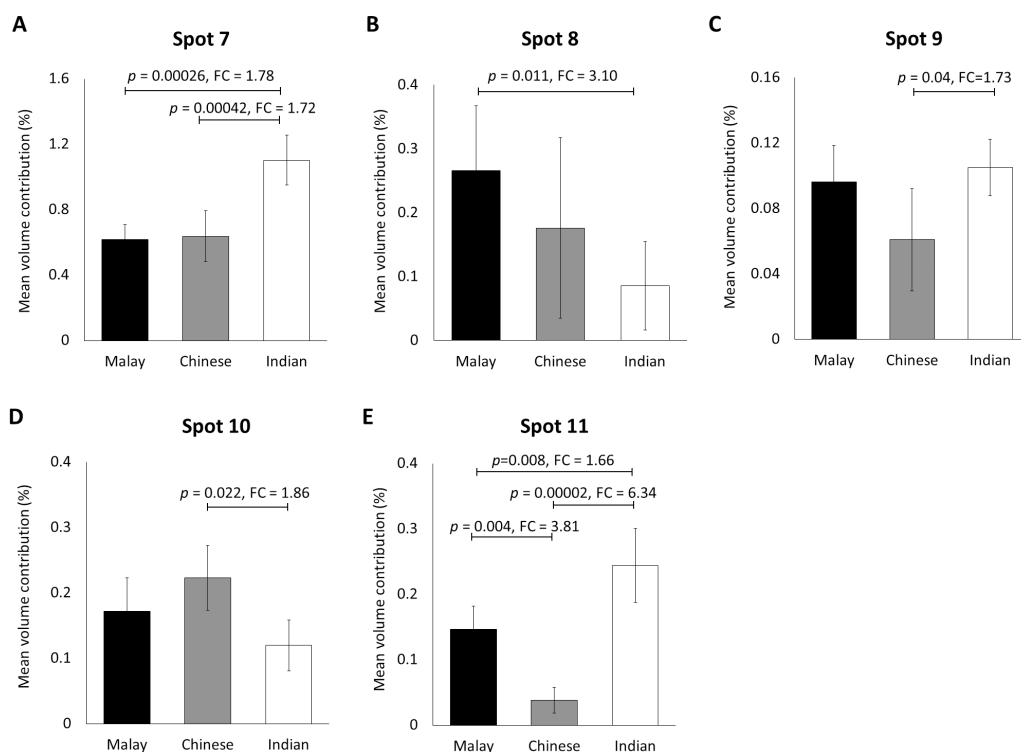 A
Spot 7
Mean volume contribution (%)
1.6
1.2
0.8
0.4
0
p = 0.00026, FC = 1.78
p = 0.00042, FC = 1.72
Malay Chinese Indian
B
Spot 8
Mean volume contribution (%)
0.4
0.3
0.2
0.1
0
p = 0.011, FC = 3.10
Malay Chinese Indian
C
Spot 9
Mean volume contribution (%)
0.16
0.12
0.08
0.04
0
p = 0.04, FC=1.73
Malay Chinese Indian
D
Spot 10
Mean volume contribution (%)
0.4
0.3
0.2
0.1
0
p = 0.022, FC = 1.86
Malay Chinese Indian
E
Spot 11
Mean volume contribution (%)
0.4
0.3
0.2
0.1
0
p=0.008, FC = 1.66
p = 0.00002, FC = 6.34
p = 0.004, FC = 3.81
Malay Chinese Indian